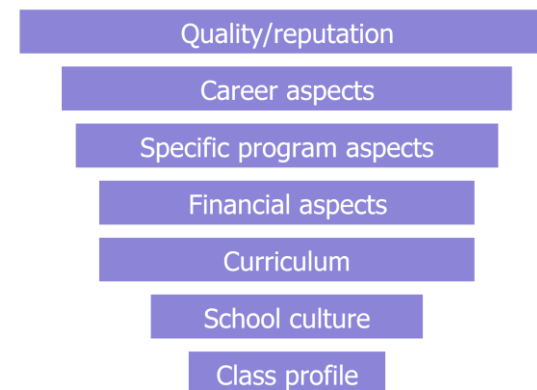 Quality/reputation
Career aspects
Specific program aspects
Financial aspects
Curriculum
School culture
Class profile